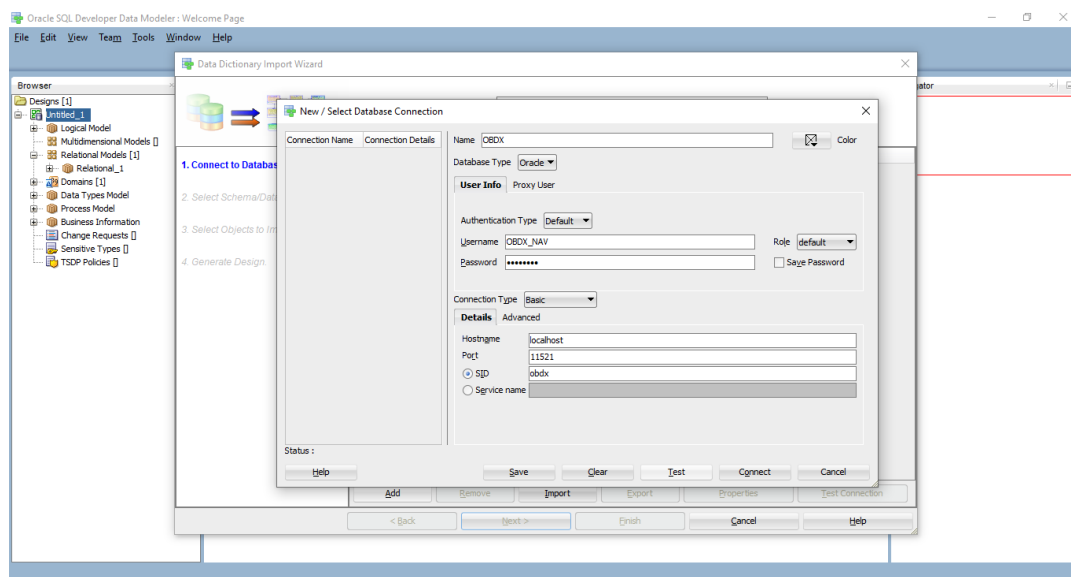 Oracle SQL Developer Data Modeler : Welcome Page
File Edit View Team Tools Window Help
Data Dictionary Import Wizard
Browser
Designs [1]
Untitled_1
Logical Model
Multidimensional Models []
Relational Models [1]
Relational_1
Domains [1]
Data Types Model
Process Model
Business Information
Change Requests []
Sensitive Types []
TSDP Policies []
1. Connect to Databas
2. Select Schema/Dat
3. Select Objects to Im
4. Generate Design.
New / Select Database Connection
Connection Name Connection Details
Name OBDX Color
Database Type Oracle
User Info Proxy User
Authentication Type Default
Username OBDX_NAV Role default
Password •••••••• Save Password
Connection Type Basic
Details Advanced
Hostname localhost
Port 11521
SID obdx
Service name
Status :
Help Save Clear Test Connect Cancel
Add Remove Import Export Properties Test Connection
< Back Next > Finish Cancel Help
gator